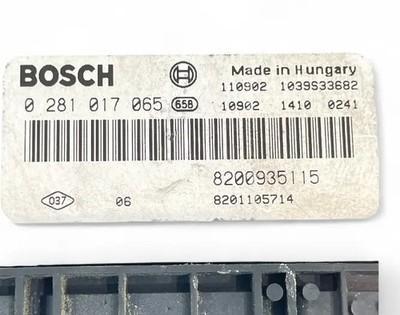 BOSCH Made in Hungary
110902 1039S33682
0 281 017 065 658 10902 1410 0241
8200935115
037 06 8201105714